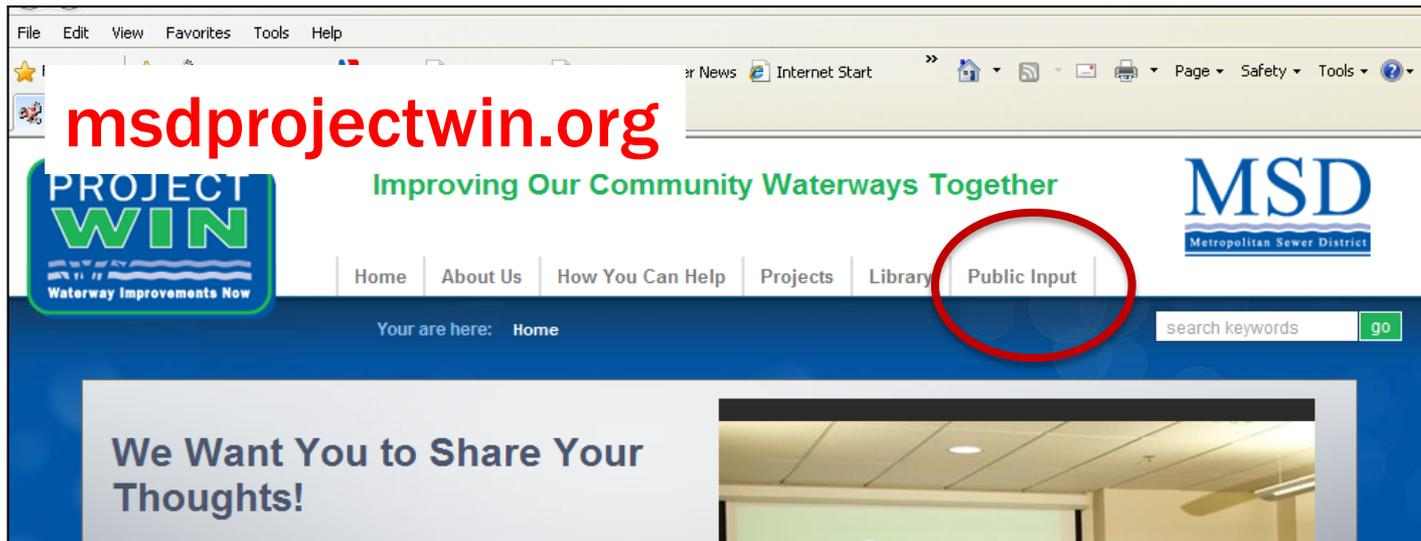 File Edit View Favorites Tools Help
er News Internet Start » Page Safety Tools
msdprojectwin.org
PROJECT
WIN
Waterway Improvements Now
Improving Our Community Waterways Together
MSD
Metropolitan Sewer District
Home About Us How You Can Help Projects Library Public Input
Your are here: Home
search keywords go
We Want You to Share Your
Thoughts!